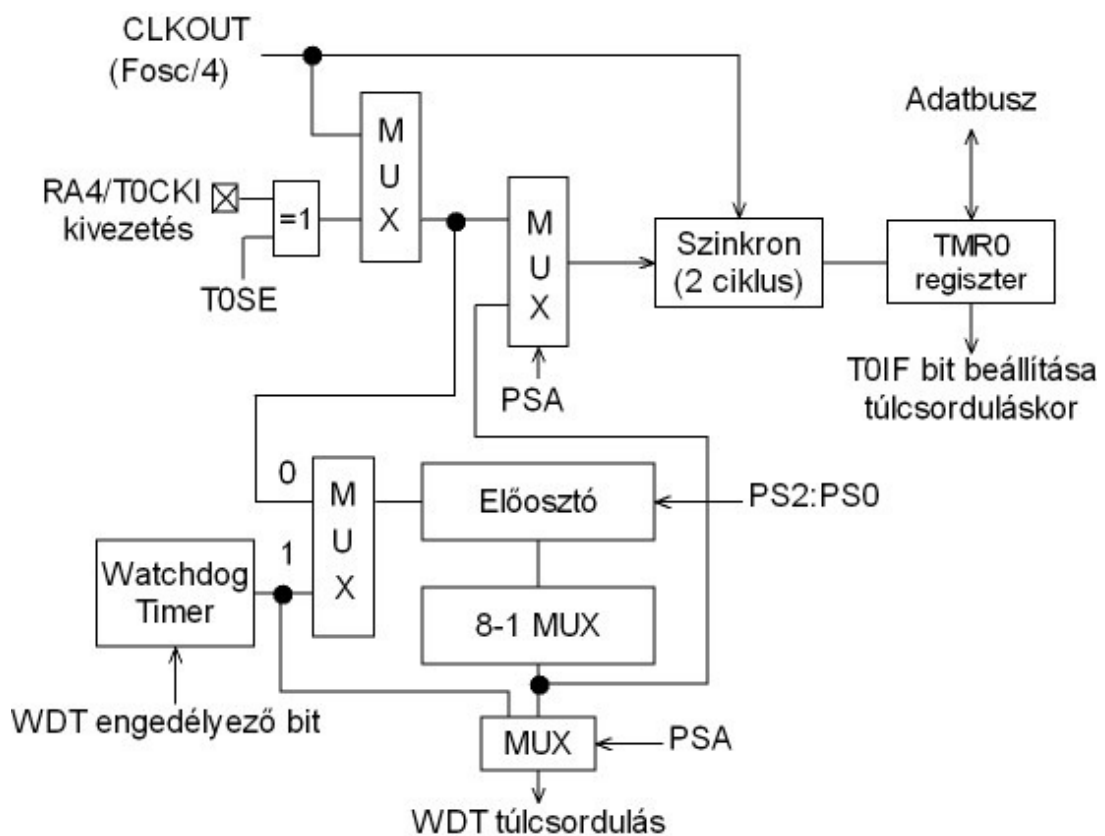 CLKOUT
(Fosc/4)
M
U
X
RA4/T0CKI
kivezetés
=1
T0SE
M
U
X
PSA
Szinkron
(2 ciklus)
Adatbusz
TMR0
regiszter
T0IF bit beállítása
túlcsorduláskor
0
1
M
U
X
Előosztó
PS2:PS0
Watchdog
Timer
8-1 MUX
WDT engedélyező bit
MUX
PSA
WDT túlcsordulás